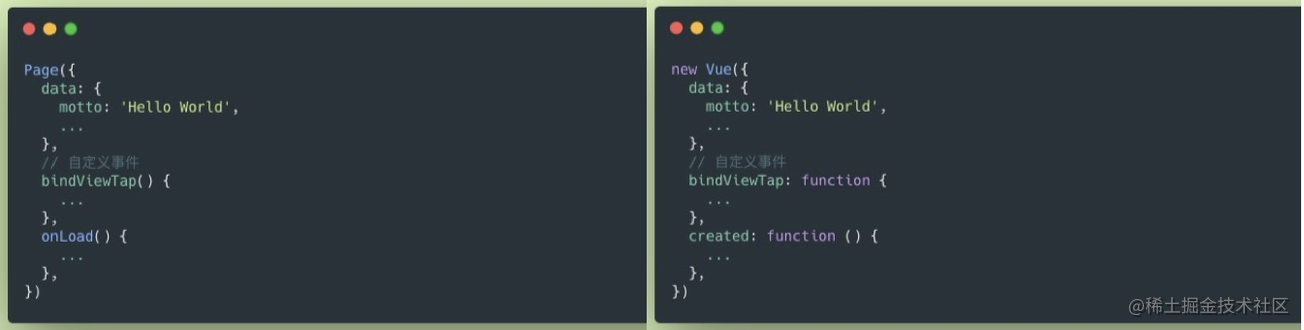 Page({
  data: {
    motto: 'Hello World',
    ...
  },
  // 自定义事件
  bindViewTap() {
    ...
  },
  onLoad() {
    ...
  },
})
new Vue({
  data: {
    motto: 'Hello World',
    ...
  },
  // 自定义事件
  bindViewTap: function {
    ...
  },
  created: function () {
    ...
  },
})
@稀土掘金技术社区